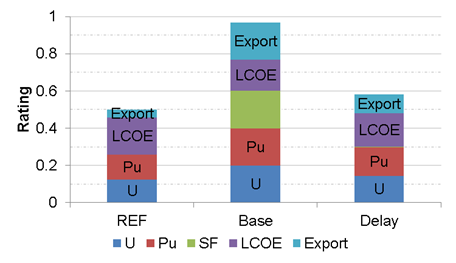 1
0.8
0.6
0.4
0.2
0
Rating
Export
LCOE
Pu
U
Export
LCOE
Pu
U
Export
LCOE
Pu
U
REF Base Delay
U Pu SF LCOE Export